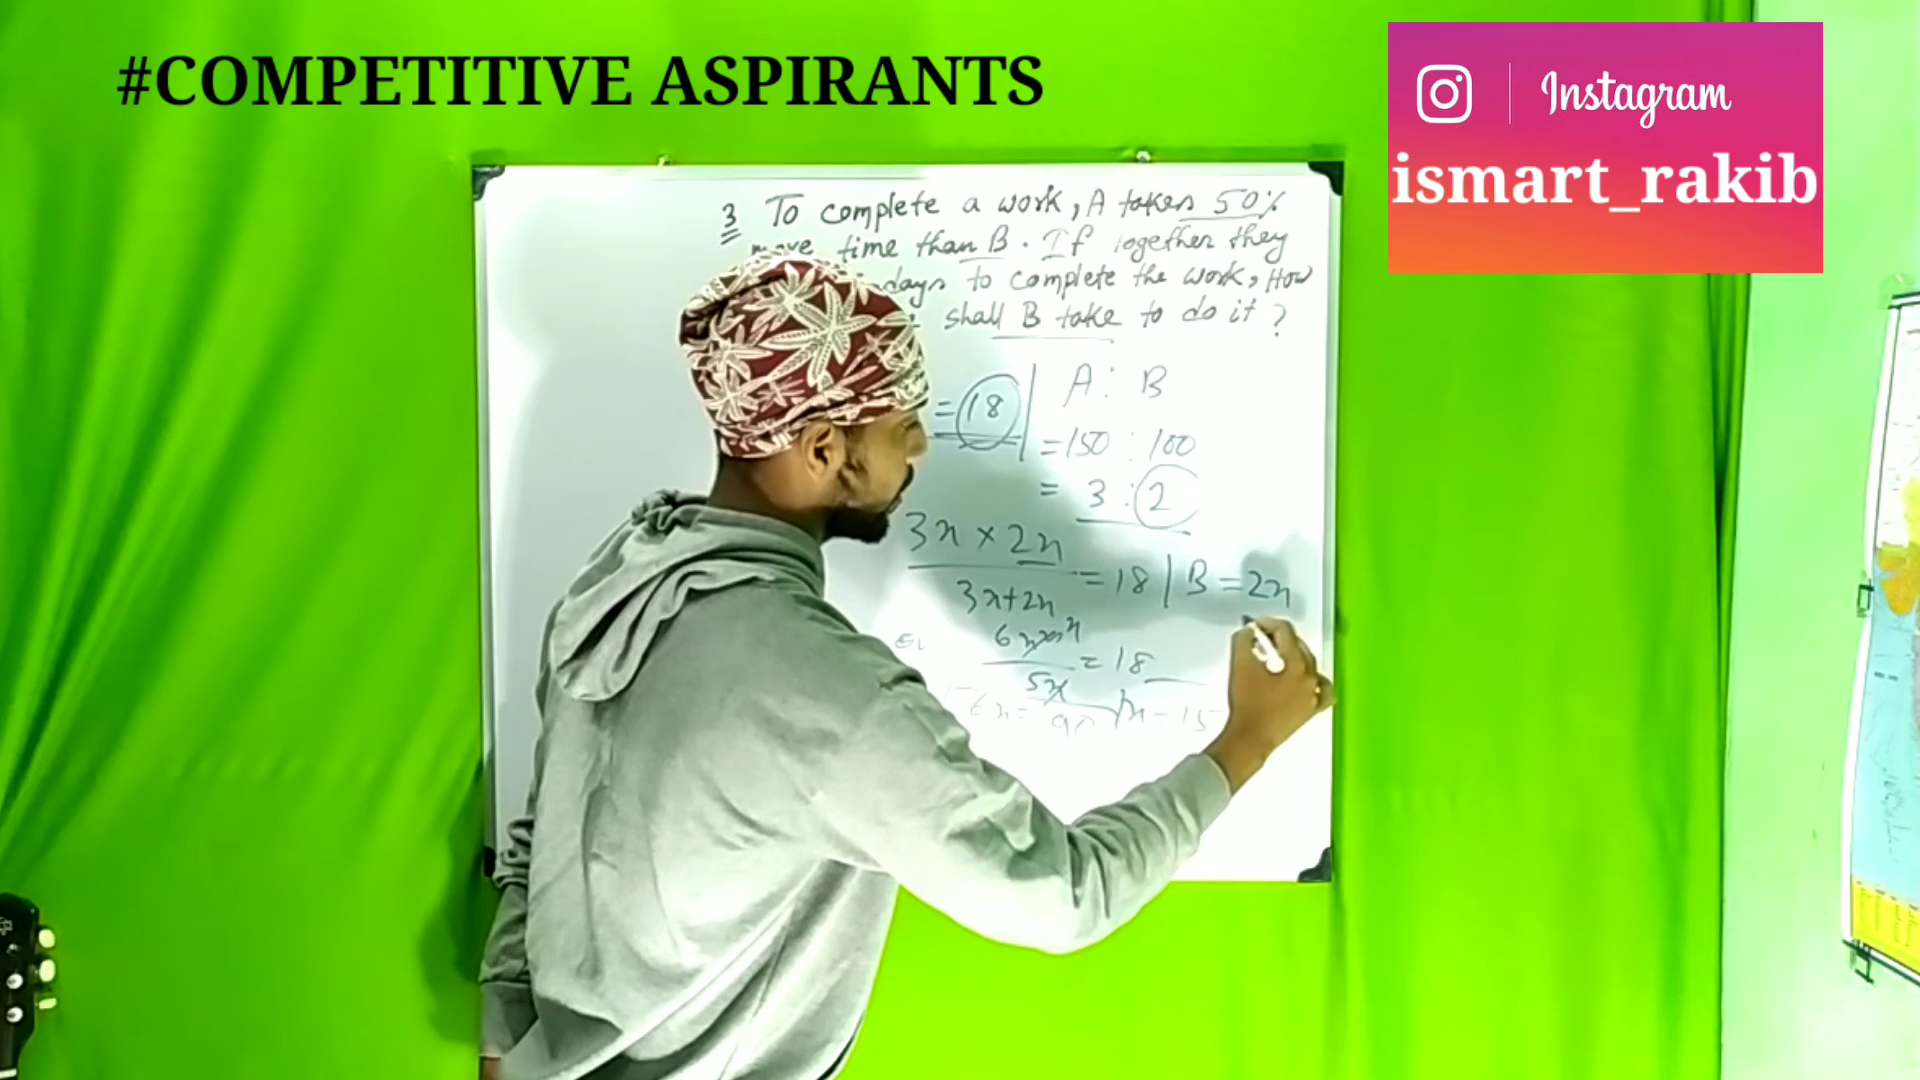 #COMPETITIVE ASPIRANTS
Instagram
ismart_rakib
3 To complete a work, A takes 50%
more time than B. If together they
days to complete the work, How
shall B take to do it ?
= 18
A : B
= 150 : 100
= 3 : 2
3x × 2x
3x+2x
= 18 | B = 2x
5x
= 18
x = 15